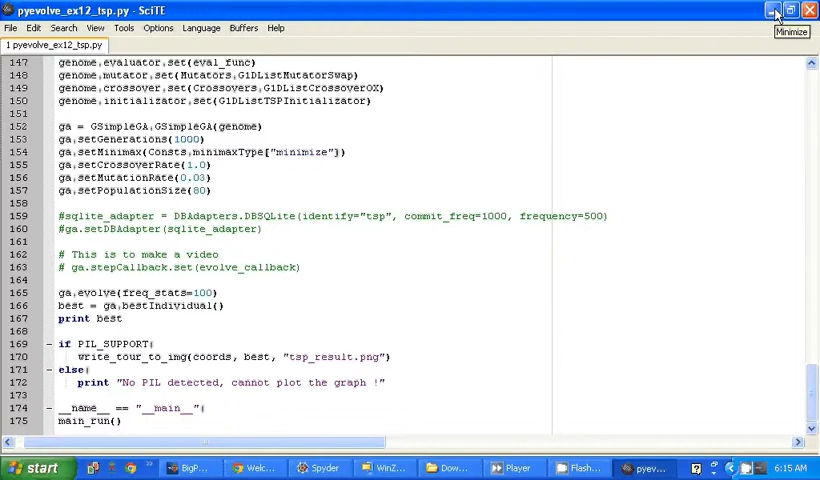 pyevolve_ex12_tsp.py - SciTE
File Edit Search View Tools Options Language Buffers Help
Minimize
1 pyevolve_ex12_tsp.py
147 genome.evaluator.set(eval_func)
148 genome.mutator.set(Mutators.G1DListMutatorSwap)
149 genome.crossover.set(Crossovers.G1DListCrossoverOX)
150 genome.initializator.set(G1DListTSPInitializator)
151
152 ga = GSimpleGA.GSimpleGA(genome)
153 ga.setGenerations(1000)
154 ga.setMinimax(Consts.minimaxType["minimize"])
155 ga.setCrossoverRate(1.0)
156 ga.setMutationRate(0.03)
157 ga.setPopulationSize(80)
158
159 #sqlite_adapter = DBAdapters.DBSQLite(identify="tsp", commit_freq=1000, frequency=500)
160 #ga.setDBAdapter(sqlite_adapter)
161
162 # This is to make a video
163 # ga.stepCallback.set(evolve_callback)
164
165 ga.evolve(freq_stats=100)
166 best = ga.bestIndividual()
167 print best
168
169 if PIL_SUPPORT:
170 write_tour_to_img(coords, best, "tsp_result.png")
171 else:
172 print "No PIL detected, cannot plot the graph !"
173
174 __name__ == "__main__":
175 main_run()
start BigP... Welc... Spyder WinZ... Dow... Player Flash... pyev... 6:15 AM